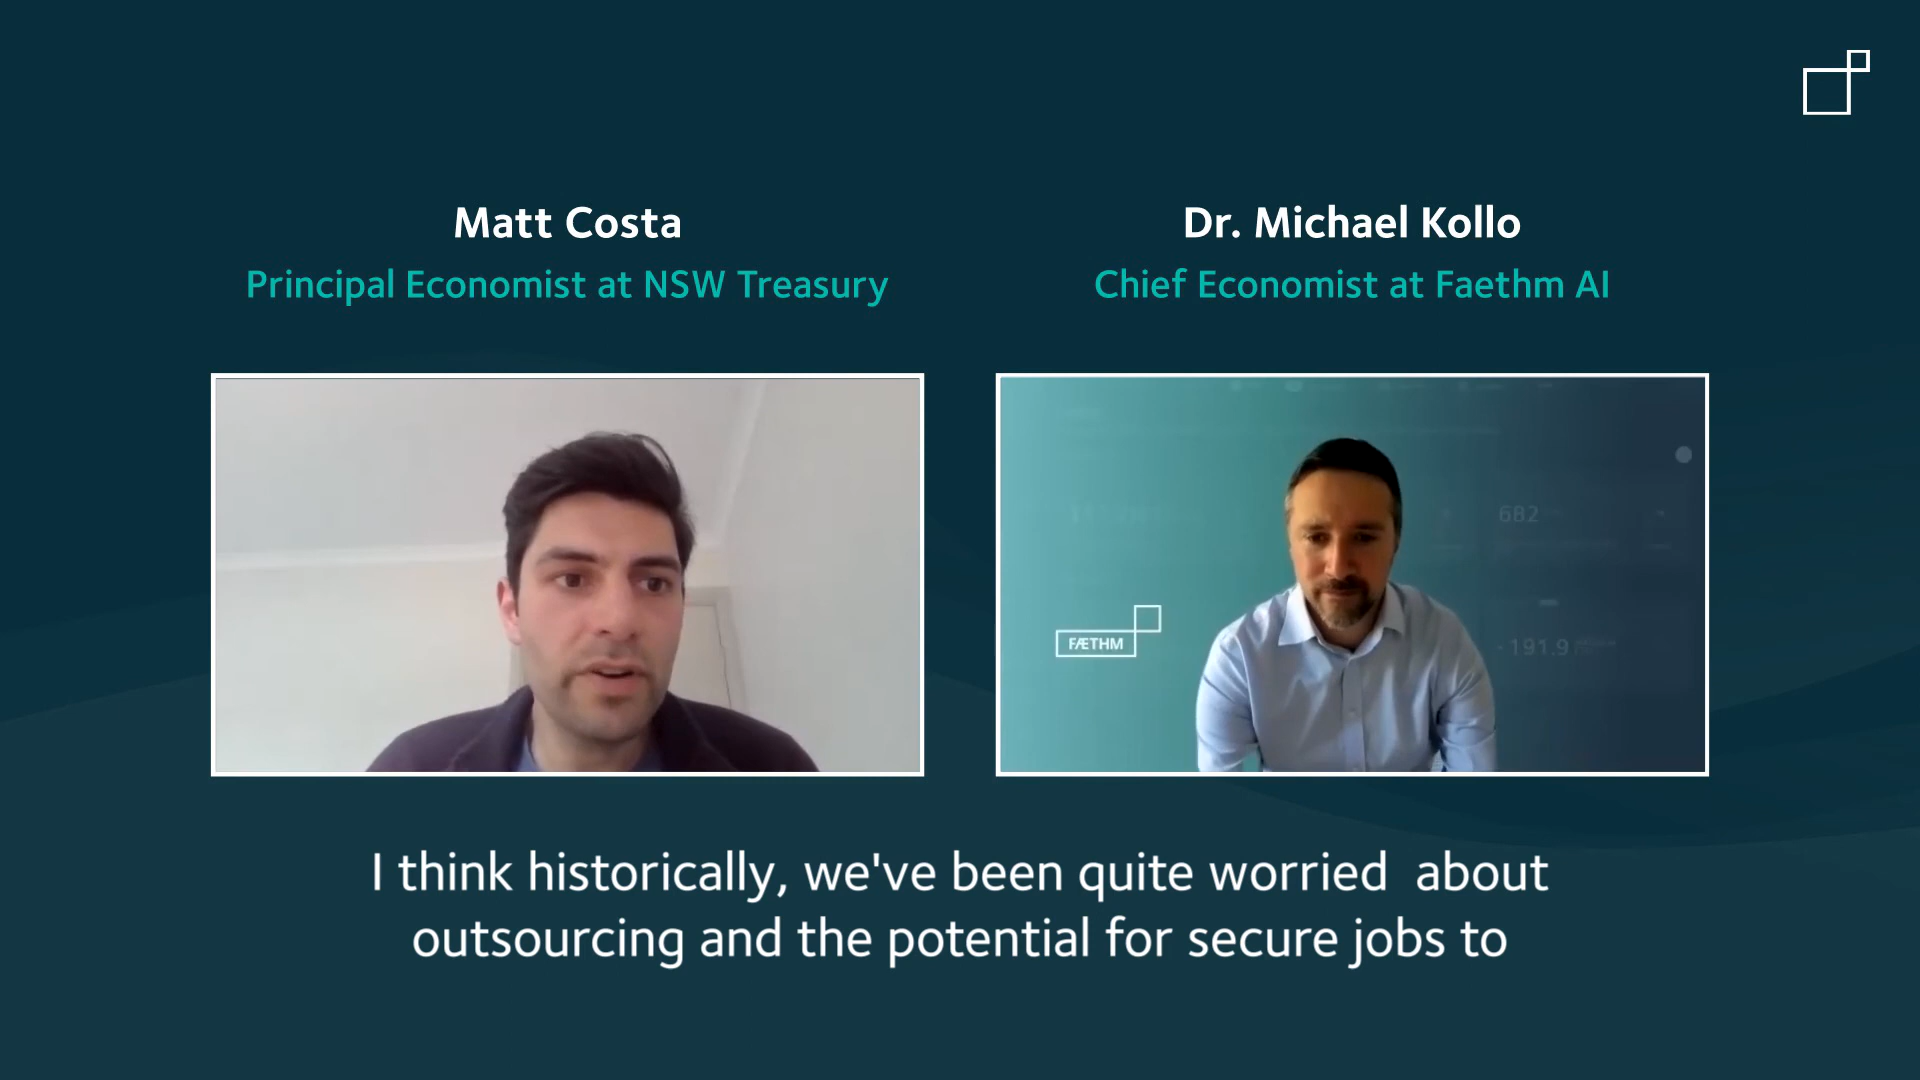 Matt Costa
Principal Economist at NSW Treasury
Dr. Michael Kollo
Chief Economist at Faethm AI
682
FÆTHM
191.9
I think historically, we've been quite worried  about
outsourcing and the potential for secure jobs to